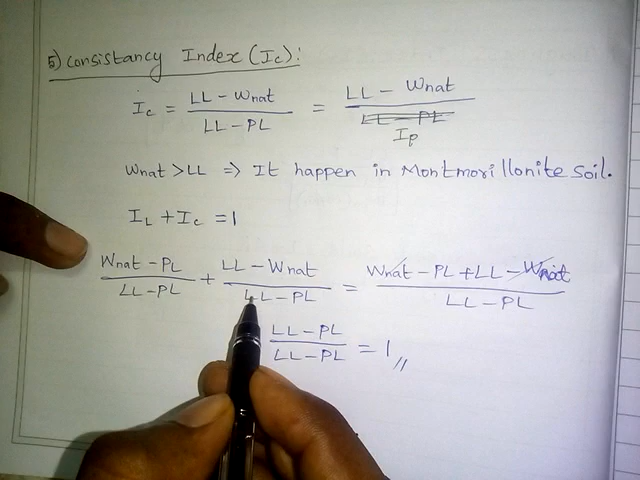 5) Consistancy Index (Ic):
Ic = LL - Wnat / LL - PL = LL - Wnat / Ip
Wnat > LL => It happen in Montmorillonite soil.
IL + Ic = 1
Wnat - PL / LL - PL + LL - Wnat / LL - PL = Wnat - PL + LL - Wnat / LL - PL
LL - PL / LL - PL = 1 //